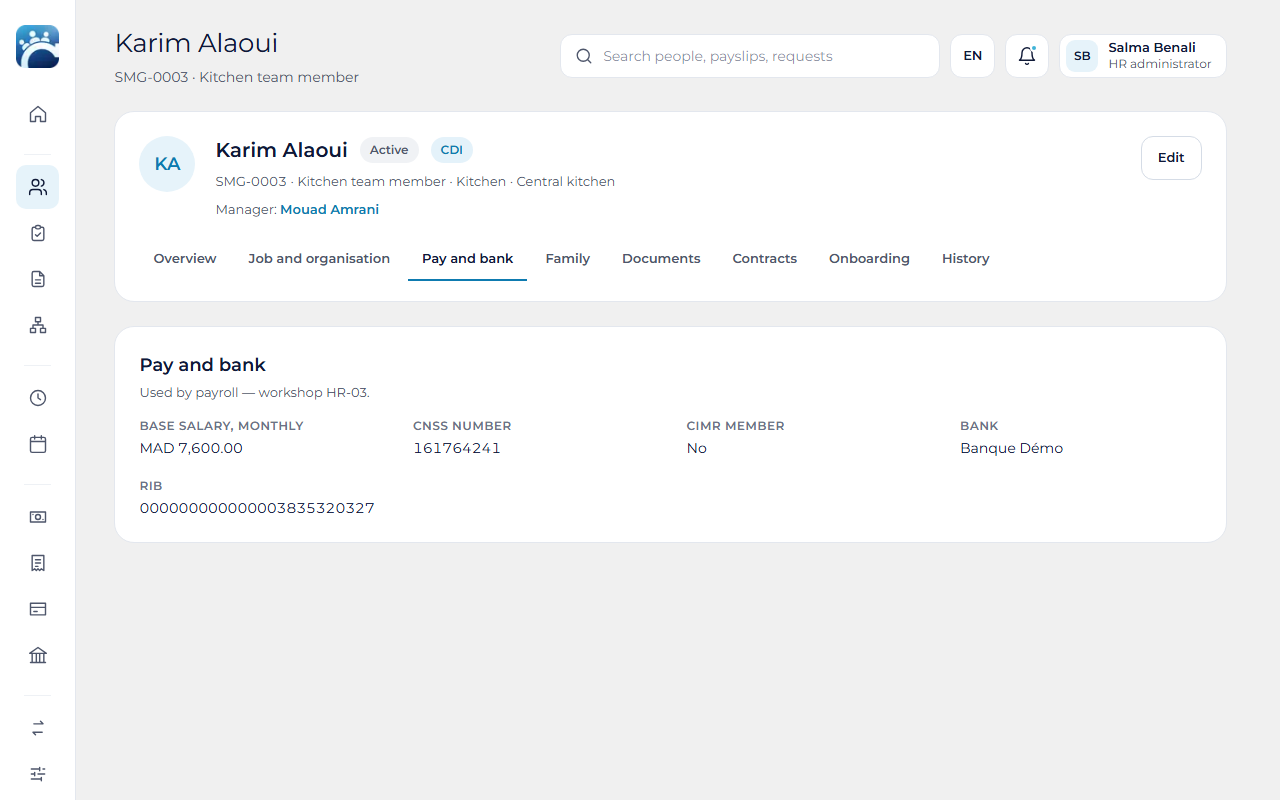 Karim Alaoui
SMG-0003 · Kitchen team member
Search people, payslips, requests
EN
SB
Salma Benali
HR administrator
KA
Karim Alaoui
Active
CDI
Edit
SMG-0003 · Kitchen team member · Kitchen · Central kitchen
Manager: Mouad Amrani
Overview
Job and organisation
Pay and bank
Family
Documents
Contracts
Onboarding
History
Pay and bank
Used by payroll — workshop HR-03.
BASE SALARY, MONTHLY
MAD 7,600.00
CNSS NUMBER
161764241
CIMR MEMBER
No
BANK
Banque Démo
RIB
000000000000003835320327